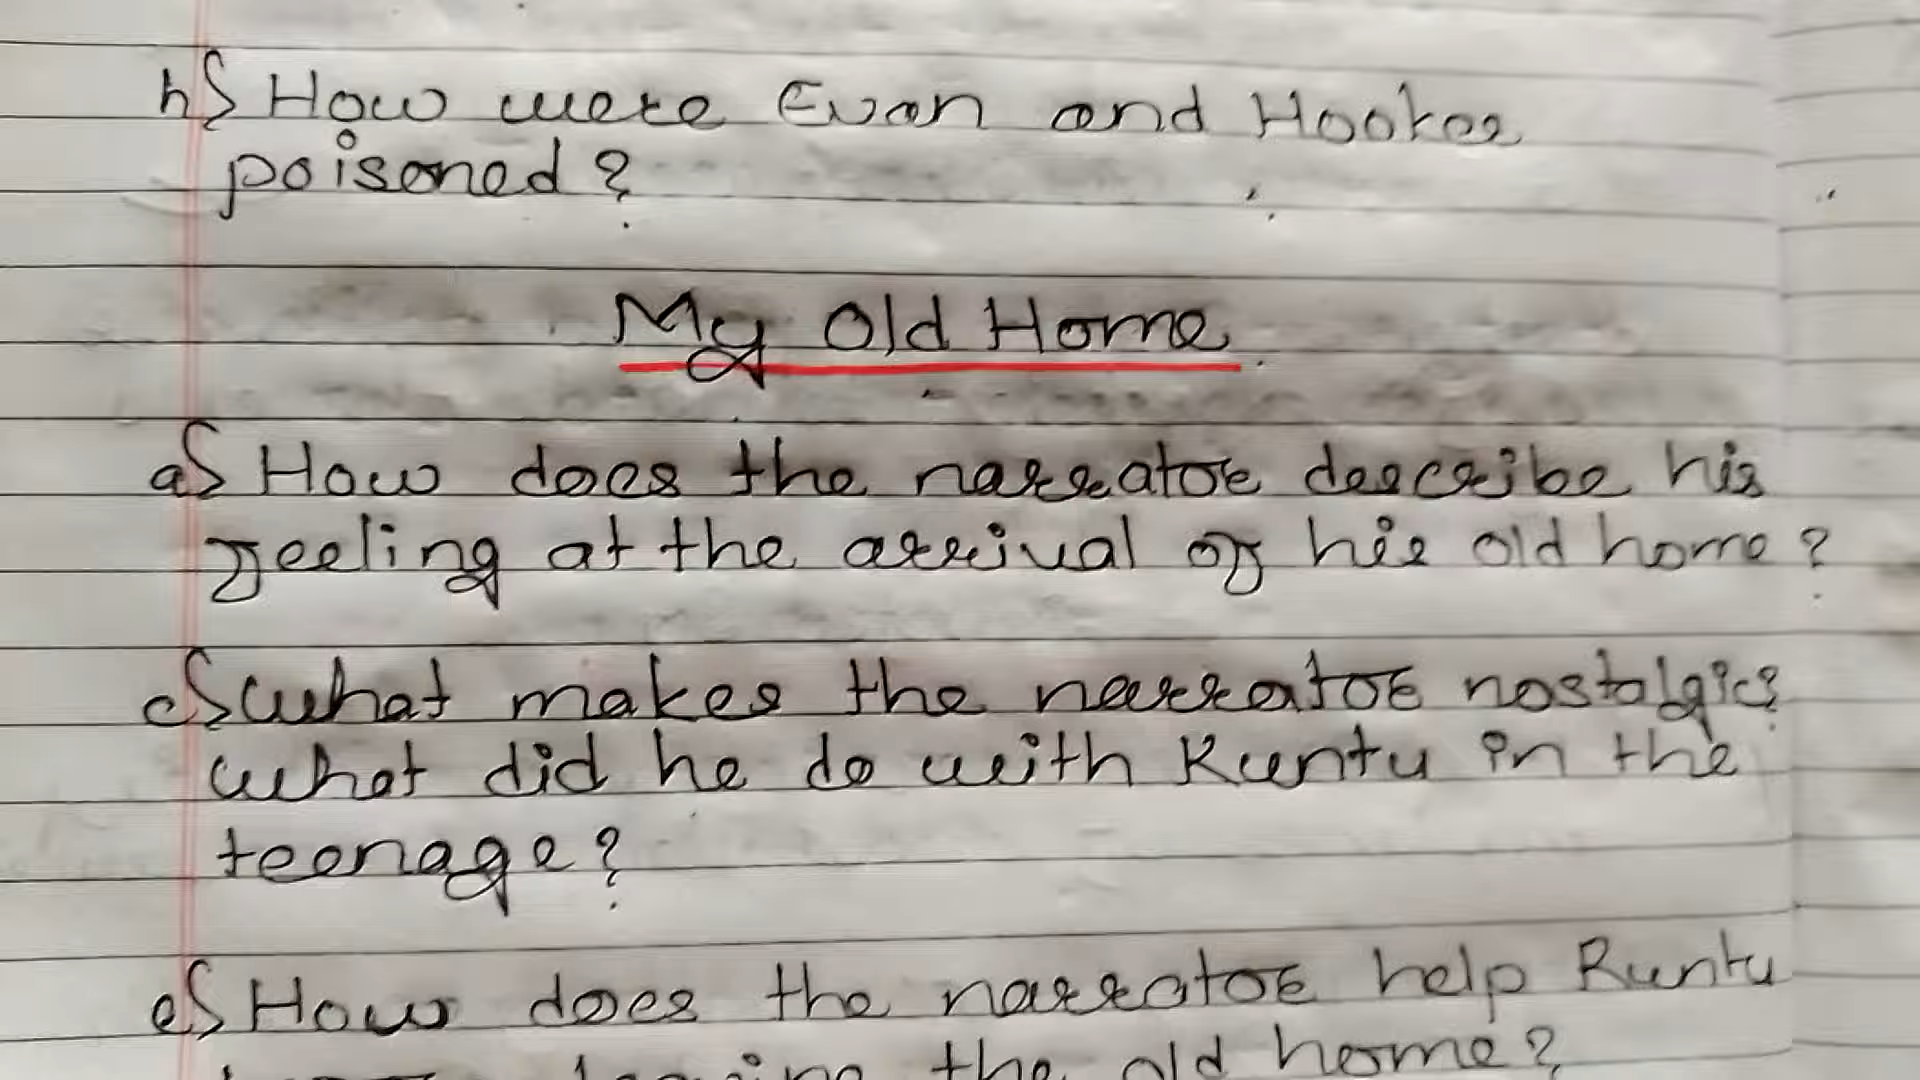 h) How were Evan and Hooker
poisoned?
My Old Home
a) How does the narrator describe his
feeling at the arrival of his old home?
c) what makes the narrator nostalgic?
what did he do with Runtu in the
teenage?
e) How does the narrator help Runtu
the old home?